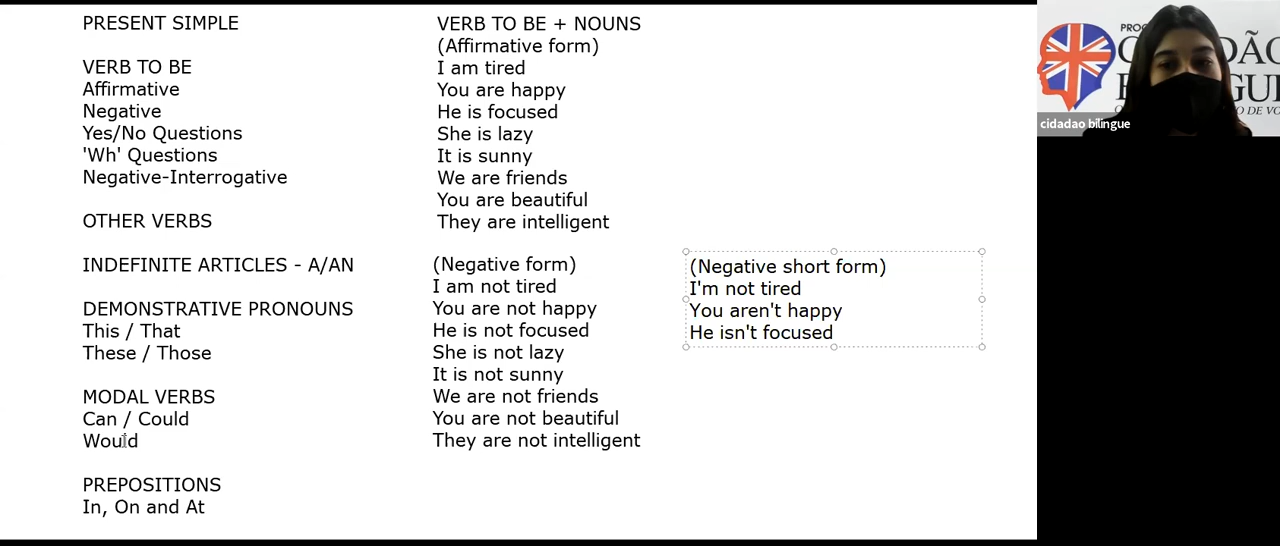 PRESENT SIMPLE
VERB TO BE
Affirmative
Negative
Yes/No Questions
'Wh' Questions
Negative-Interrogative
OTHER VERBS
INDEFINITE ARTICLES - A/AN
DEMONSTRATIVE PRONOUNS
This / That
These / Those
MODAL VERBS
Can / Could
Would
PREPOSITIONS
In, On and At
VERB TO BE + NOUNS
(Affirmative form)
I am tired
You are happy
He is focused
She is lazy
It is sunny
We are friends
You are beautiful
They are intelligent
(Negative form)
I am not tired
You are not happy
He is not focused
She is not lazy
It is not sunny
We are not friends
You are not beautiful
They are not intelligent
(Negative short form)
I'm not tired
You aren't happy
He isn't focused
cidadao bilingue